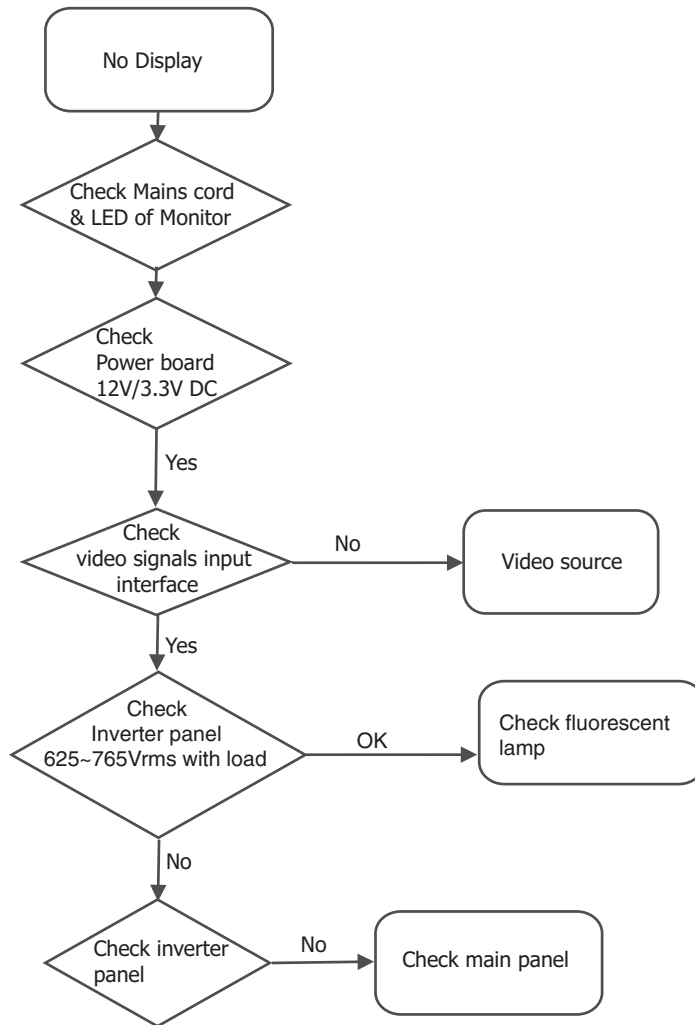 No Display
Check Mains cord
& LED of Monitor
Check
Power board
12V/3.3V DC
Yes
Check
video signals input
interface
No
Video source
Yes
Check
Inverter panel
625~765Vrms with load
OK
Check fluorescent
lamp
No
Check inverter
panel
No
Check main panel